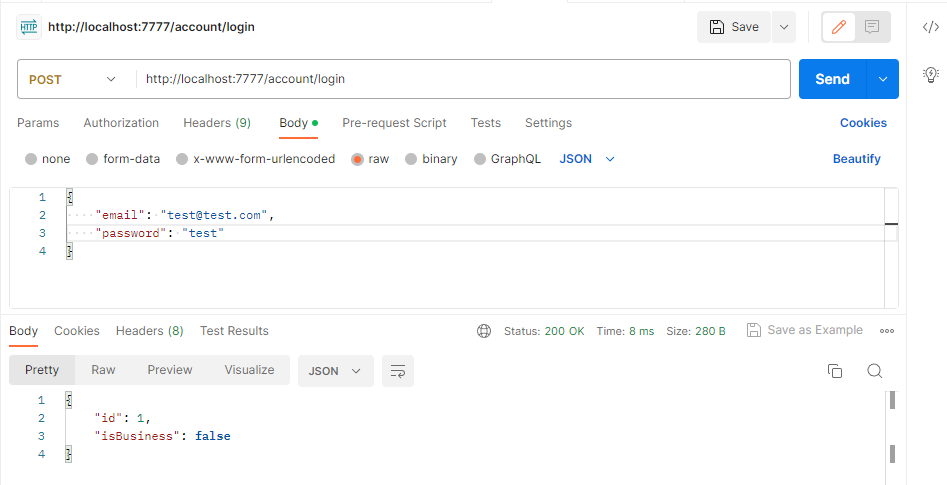 HTTP http://localhost:7777/account/login Save
POST http://localhost:7777/account/login Send
Params Authorization Headers (9) Body Pre-request Script Tests Settings Cookies
none form-data x-www-form-urlencoded raw binary GraphQL JSON Beautify
1 {
2 "email": "test@test.com",
3 "password": "test"
4 }
Body Cookies Headers (8) Test Results Status: 200 OK Time: 8 ms Size: 280 B Save as Example
Pretty Raw Preview Visualize JSON
1 {
2 "id": 1,
3 "isBusiness": false
4 }